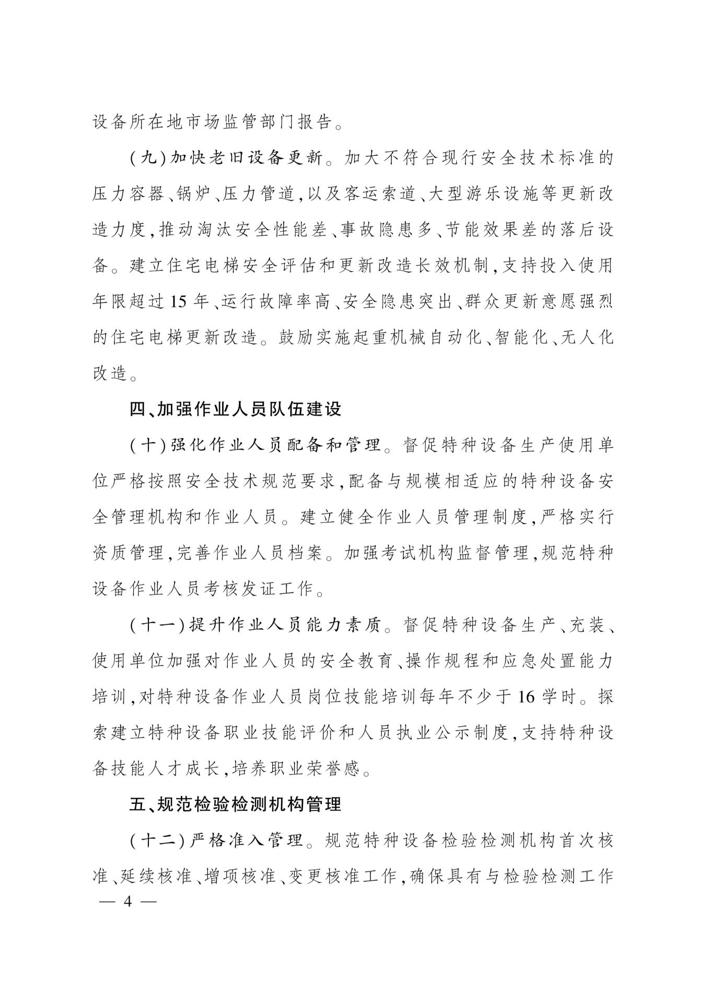 设备所在地市场监管部门报告。
(九)加快老旧设备更新。加大不符合现行安全技术标准的
压力容器、锅炉、压力管道,以及客运索道、大型游乐设施等更新改
造力度,推动淘汰安全性能差、事故隐患多、节能效果差的落后设
备。建立住宅电梯安全评估和更新改造长效机制,支持投入使用
年限超过 15 年、运行故障率高、安全隐患突出、群众更新意愿强烈
的住宅电梯更新改造。鼓励实施起重机械自动化、智能化、无人化
改造。
四、加强作业人员队伍建设
(十)强化作业人员配备和管理。督促特种设备生产使用单
位严格按照安全技术规范要求,配备与规模相适应的特种设备安
全管理机构和作业人员。建立健全作业人员管理制度,严格实行
资质管理,完善作业人员档案。加强考试机构监督管理,规范特种
设备作业人员考核发证工作。
(十一)提升作业人员能力素质。督促特种设备生产、充装、
使用单位加强对作业人员的安全教育、操作规程和应急处置能力
培训,对特种设备作业人员岗位技能培训每年不少于 16 学时。探
索建立特种设备职业技能评价和人员执业公示制度,支持特种设
备技能人才成长,培养职业荣誉感。
五、规范检验检测机构管理
(十二)严格准入管理。规范特种设备检验检测机构首次核
准、延续核准、增项核准、变更核准工作,确保具有与检验检测工作
— 4 —